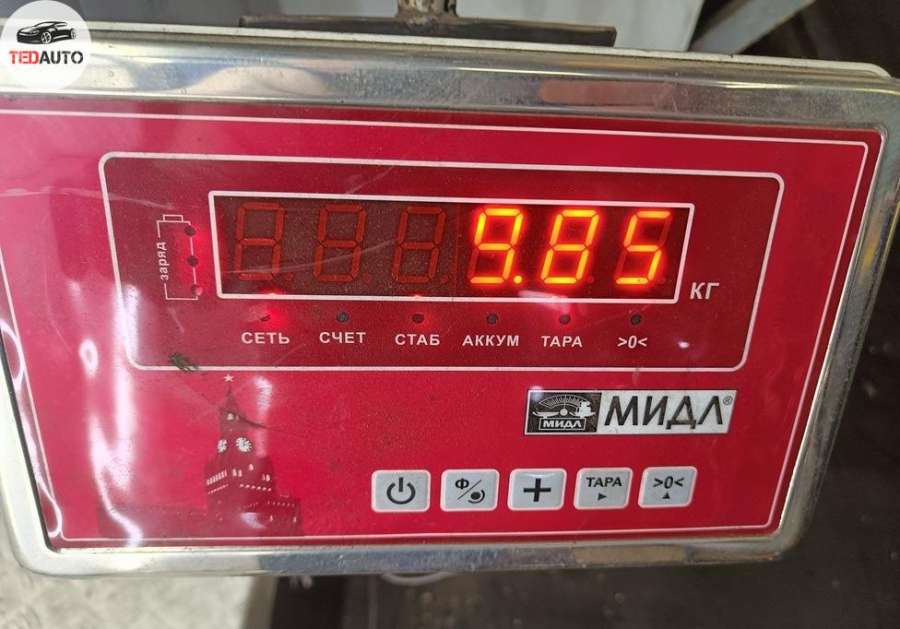 TEDAUTO
заряд
9.85
КГ
СЕТЬ СЧЕТ СТАБ АККУМ ТАРА >0<
МИДЛ МИДЛ®
Ф/ + ТАРА >0<